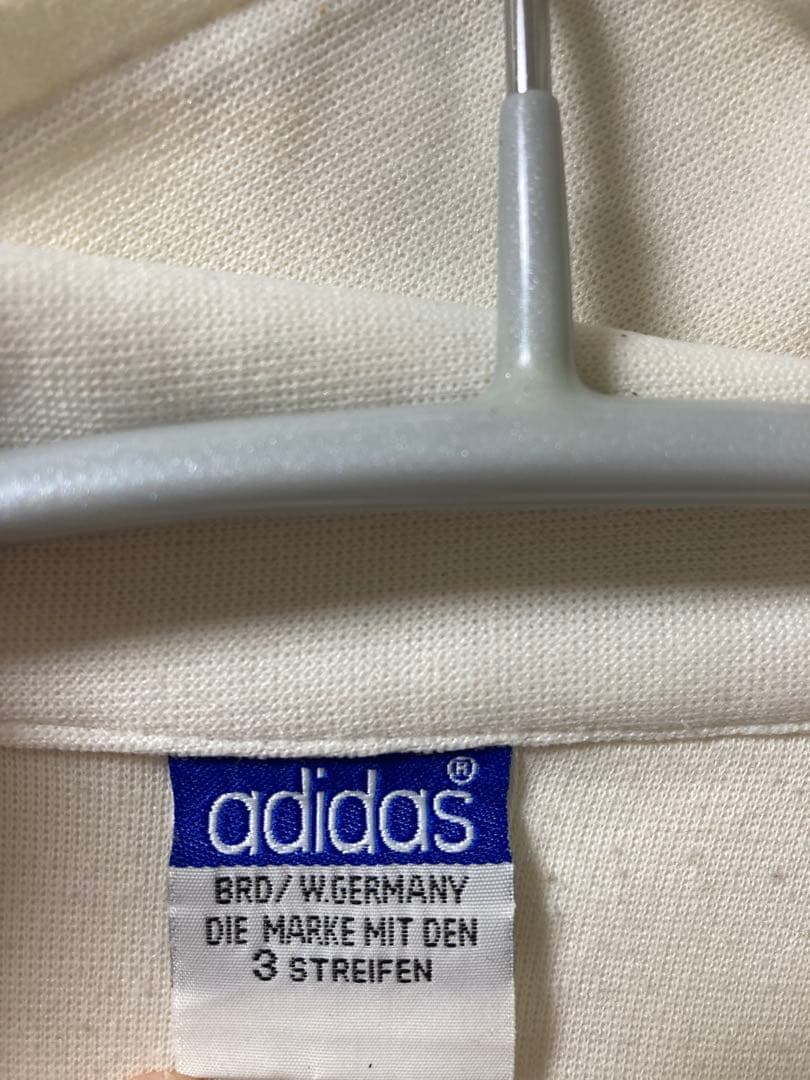 adidas®
BRD/ W.GERMANY
DIE MARKE MIT DEN
3 STREIFEN